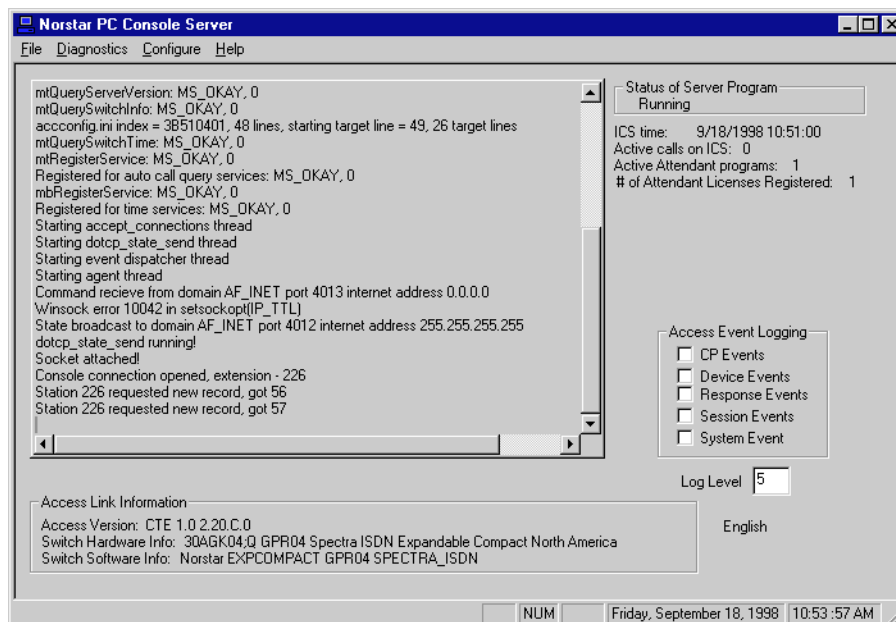 Norstar PC Console Server
File Diagnostics Configure Help
mtQueryServerVersion: MS_OKAY, 0
mtQuerySwitchInfo: MS_OKAY, 0
accconfig.ini index = 3B510401, 48 lines, starting target line = 49, 26 target lines
mtQuerySwitchTime: MS_OKAY, 0
mtRegisterService: MS_OKAY, 0
Registered for auto call query services: MS_OKAY, 0
mbRegisterService: MS_OKAY, 0
Registered for time services: MS_OKAY, 0
Starting accept_connections thread
Starting dotcp_state_send thread
Starting event dispatcher thread
Starting agent thread
Command recieve from domain AF_INET port 4013 internet address 0.0.0.0
Winsock error 10042 in setsockopt(IP_TTL)
State broadcast to domain AF_INET port 4012 internet address 255.255.255.255
dotcp_state_send running!
Socket attached!
Console connection opened, extension - 226
Station 226 requested new record, got 56
Station 226 requested new record, got 57
Status of Server Program
Running
ICS time: 9/18/1998 10:51:00
Active calls on ICS: 0
Active Attendant programs: 1
# of Attendant Licenses Registered: 1
Access Event Logging
CP Events
Device Events
Response Events
Session Events
System Event
Log Level 5
English
Access Link Information
Access Version: CTE 1.0 2.20.C.0
Switch Hardware Info: 30AGK04;Q GPR04 Spectra ISDN Expandable Compact North America
Switch Software Info: Norstar EXPCOMPACT GPR04 SPECTRA_ISDN
NUM Friday, September 18, 1998 10:53 :57 AM